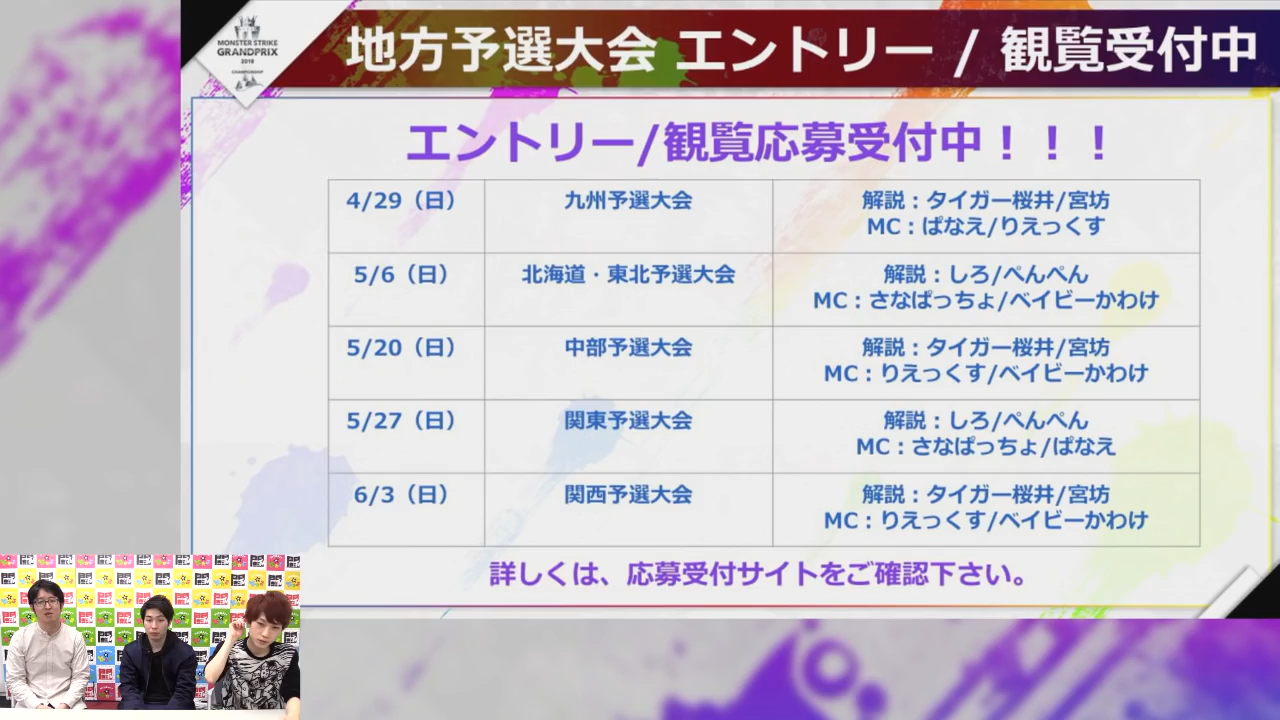 MONSTER STRIKE
GRANDPRIX
2018
CHAMPIONSHIP
地方予選大会 エントリー / 観覧受付中
エントリー/観覧応募受付中！！！
4/29（日） 九州予選大会 解説：タイガー桜井/宮坊
MC：ぱなえ/りえっくす
5/6（日） 北海道・東北予選大会 解説：しろ/ぺんぺん
MC：さなぱっちょ/ベイビーかわけ
5/20（日） 中部予選大会 解説：タイガー桜井/宮坊
MC：りえっくす/ベイビーかわけ
5/27（日） 関東予選大会 解説：しろ/ぺんぺん
MC：さなぱっちょ/ぱなえ
6/3（日） 関西予選大会 解説：タイガー桜井/宮坊
MC：りえっくす/ベイビーかわけ
詳しくは、応募受付サイトをご確認下さい。